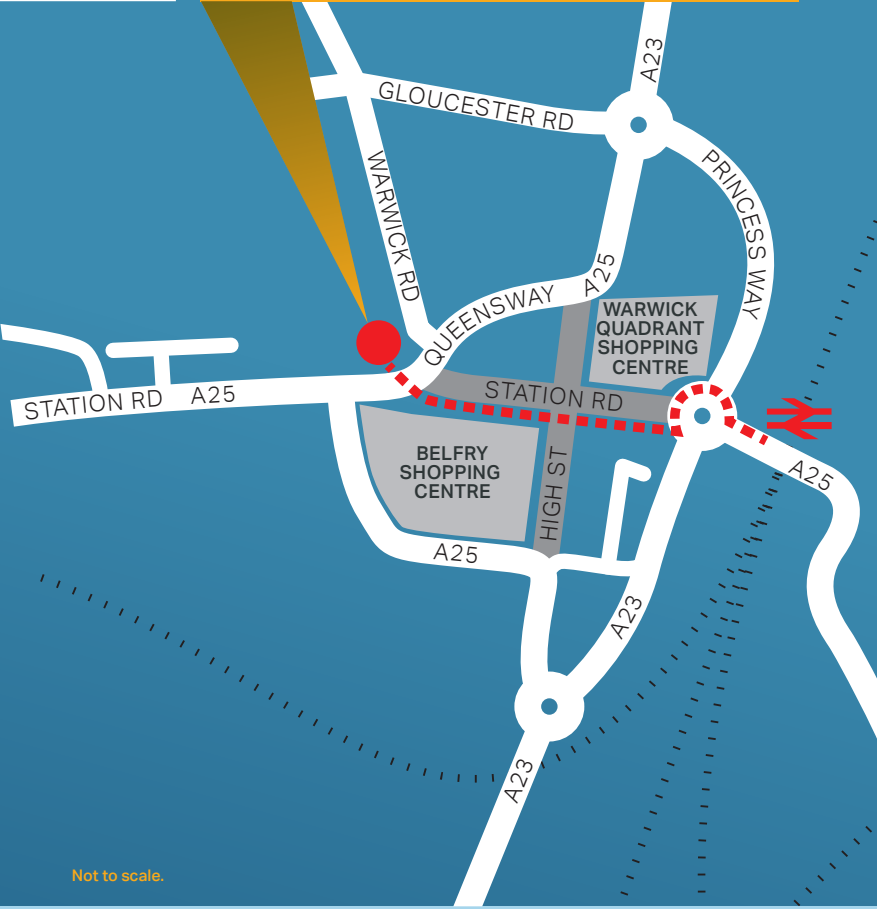 A23
GLOUCESTER RD
PRINCESS WAY
WARWICK RD
A25
QUEENSWAY
WARWICK
QUADRANT
SHOPPING
CENTRE
STATION RD
A25
STATION RD
BELFRY
SHOPPING
CENTRE
HIGH ST
A25
A25
A23
A23
Not to scale.